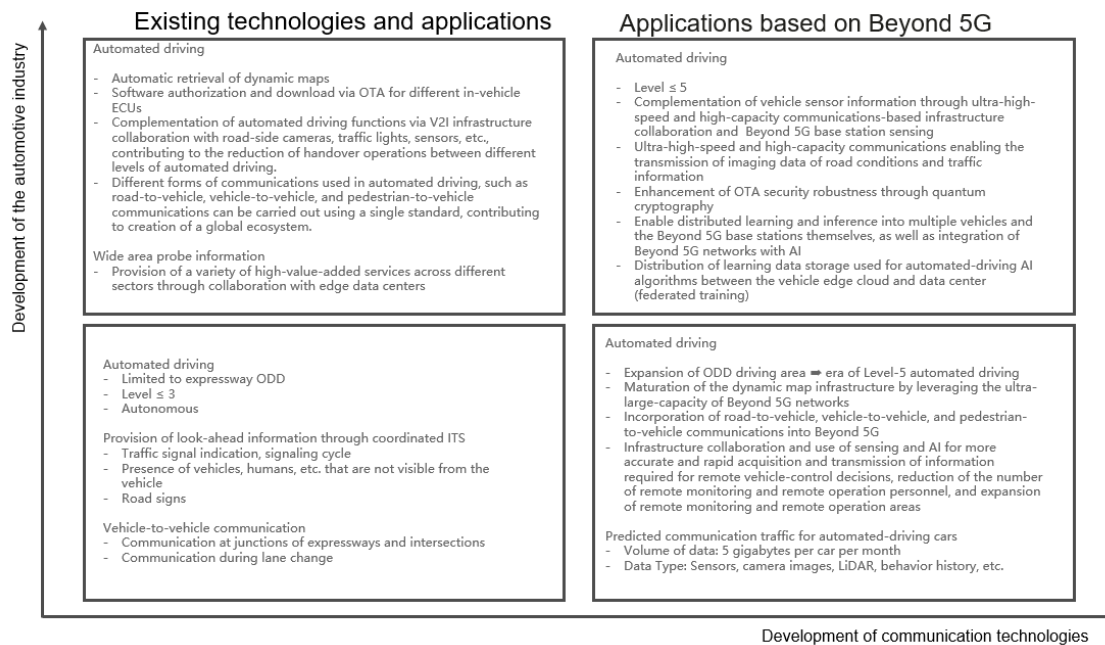 Existing technologies and applications
Applications based on Beyond 5G
Development of the automotive industry
Automated driving
- Automatic retrieval of dynamic maps
- Software authorization and download via OTA for different in-vehicle
ECUs
- Complementation of automated driving functions via V2I infrastructure
collaboration with road-side cameras, traffic lights, sensors, etc.,
contributing to the reduction of handover operations between different
levels of automated driving.
- Different forms of communications used in automated driving, such as
road-to-vehicle, vehicle-to-vehicle, and pedestrian-to-vehicle
communications can be carried out using a single standard, contributing
to creation of a global ecosystem.
Wide area probe information
- Provision of a variety of high-value-added services across different
sectors through collaboration with edge data centers
Automated driving
- Level ≤ 5
- Complementation of vehicle sensor information through ultra-high-
speed and high-capacity communications-based infrastructure
collaboration and Beyond 5G base station sensing
- Ultra-high-speed and high-capacity communications enabling the
transmission of imaging data of road conditions and traffic
information
- Enhancement of OTA security robustness through quantum
cryptography
- Enable distributed learning and inference into multiple vehicles and
the Beyond 5G base stations themselves, as well as integration of
Beyond 5G networks with AI
- Distribution of learning data storage used for automated-driving AI
algorithms between the vehicle edge cloud and data center
(federated training)
Automated driving
- Limited to expressway ODD
- Level ≤ 3
- Autonomous
Provision of look-ahead information through coordinated ITS
- Traffic signal indication, signaling cycle
- Presence of vehicles, humans, etc. that are not visible from the
vehicle
- Road signs
Vehicle-to-vehicle communication
- Communication at junctions of expressways and intersections
- Communication during lane change
Automated driving
- Expansion of ODD driving area ➡ era of Level-5 automated driving
- Maturation of the dynamic map infrastructure by leveraging the ultra-
large-capacity of Beyond 5G networks
- Incorporation of road-to-vehicle, vehicle-to-vehicle, and pedestrian-
to-vehicle communications into Beyond 5G
- Infrastructure collaboration and use of sensing and AI for more
accurate and rapid acquisition and transmission of information
required for remote vehicle-control decisions, reduction of the number
of remote monitoring and remote operation personnel, and expansion
of remote monitoring and remote operation areas
Predicted communication traffic for automated-driving cars
- Volume of data: 5 gigabytes per car per month
- Data Type: Sensors, camera images, LiDAR, behavior history, etc.
Development of communication technologies